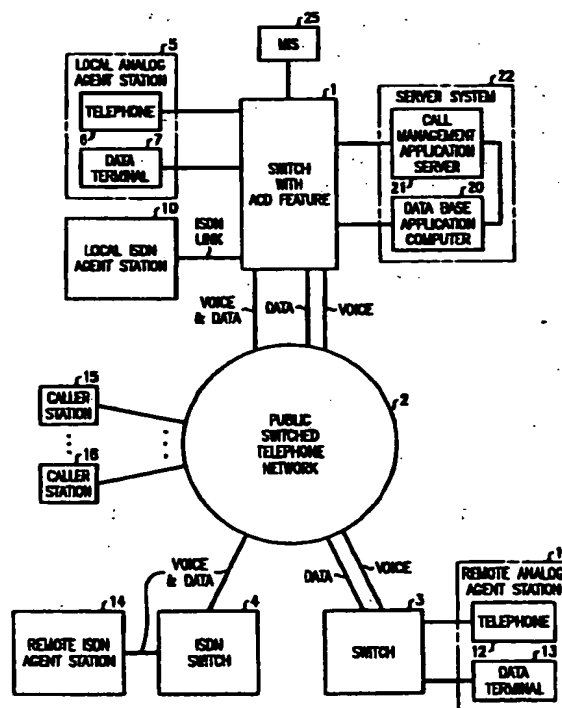 25
MIS
5
LOCAL ANALOG
AGENT STATION
TELEPHONE
6
7
DATA
TERMINAL
1
SWITCH
WITH
ACD FEATURE
22
SERVER SYSTEM
CALL
MANAGEMENT
APPLICATION
SERVER
21
20
DATA BASE
APPLICATION
COMPUTER
10
LOCAL ISDN
AGENT STATION
ISDN
LINK
VOICE
& DATA
DATA
VOICE
2
PUBLIC
SWITCHED
TELEPHONE
NETWORK
15
CALLER
STATION
16
CALLER
STATION
VOICE
& DATA
DATA
VOICE
14
REMOTE ISDN
AGENT STATION
4
ISDN
SWITCH
3
SWITCH
REMOTE ANALOG
AGENT STATION
TELEPHONE
12
13
DATA
TERMINAL